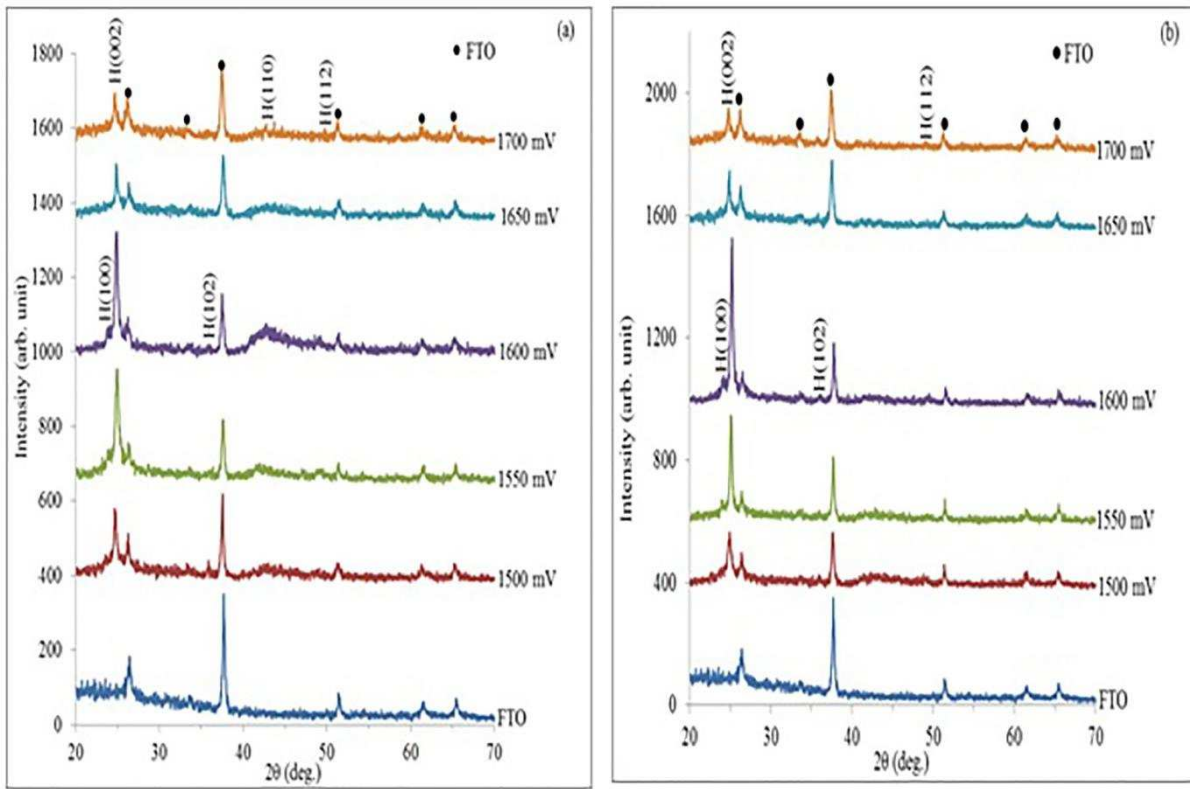 (a)
H(002)
FTO
H(110)
H(112)
1700 mV
1650 mV
H(100)
H(102)
1600 mV
1550 mV
1500 mV
FTO
Intensity (arb. unit)
1800
1600
1400
1200
1000
800
600
400
200
0
20 30 40 50 60 70
2θ (deg.)
(b)
H(002)
FTO
H(112)
1700 mV
1650 mV
H(100)
H(102)
1600 mV
1550 mV
1500 mV
FTO
Intensity (arb. unit)
2000
1600
1200
800
400
0
20 30 40 50 60 70
2θ (deg.)